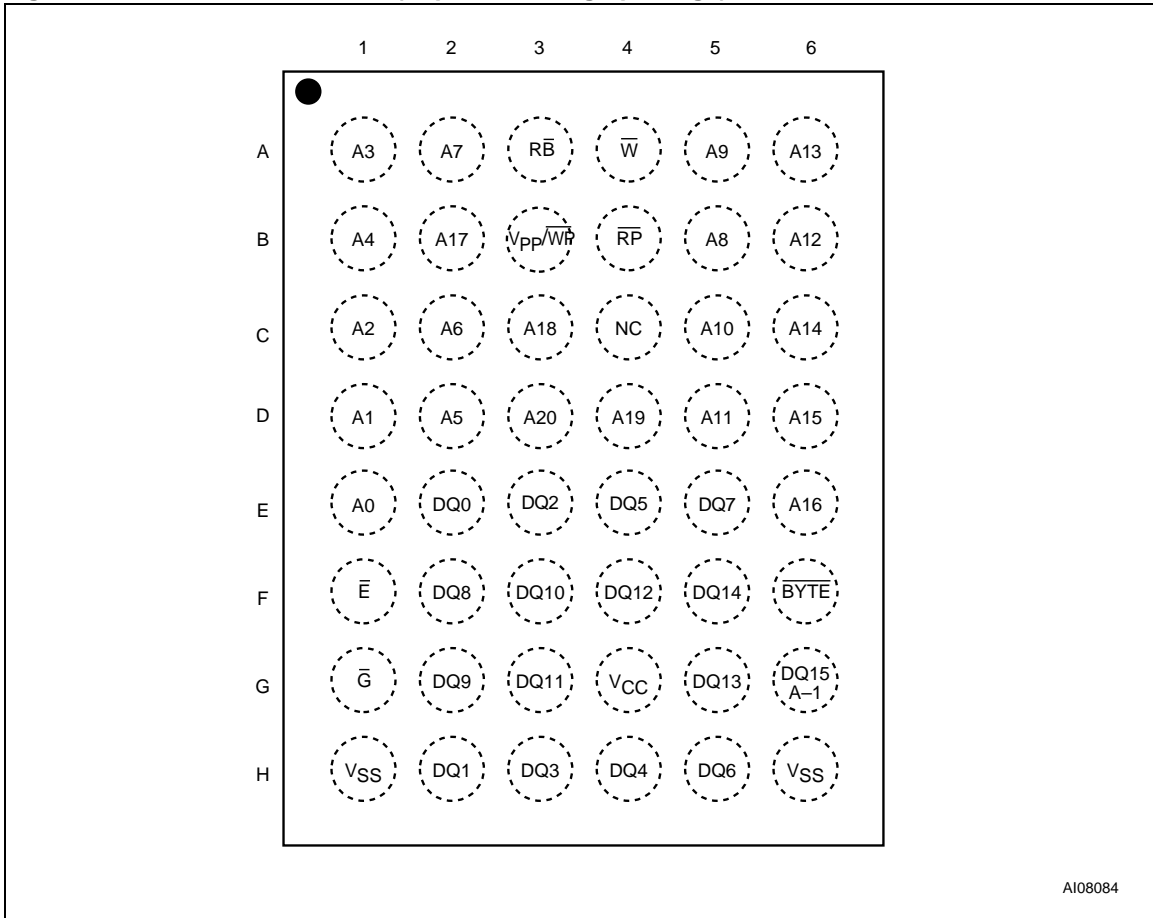 1 2 3 4 5 6
A A3 A7 RB̅ W̅ A9 A13
B A4 A17 VPP/W̅P̅ R̅P̅ A8 A12
C A2 A6 A18 NC A10 A14
D A1 A5 A20 A19 A11 A15
E A0 DQ0 DQ2 DQ5 DQ7 A16
F E̅ DQ8 DQ10 DQ12 DQ14 B̅Y̅T̅E̅
G G̅ DQ9 DQ11 VCC DQ13 DQ15
A–1
H VSS DQ1 DQ3 DQ4 DQ6 VSS
AI08084